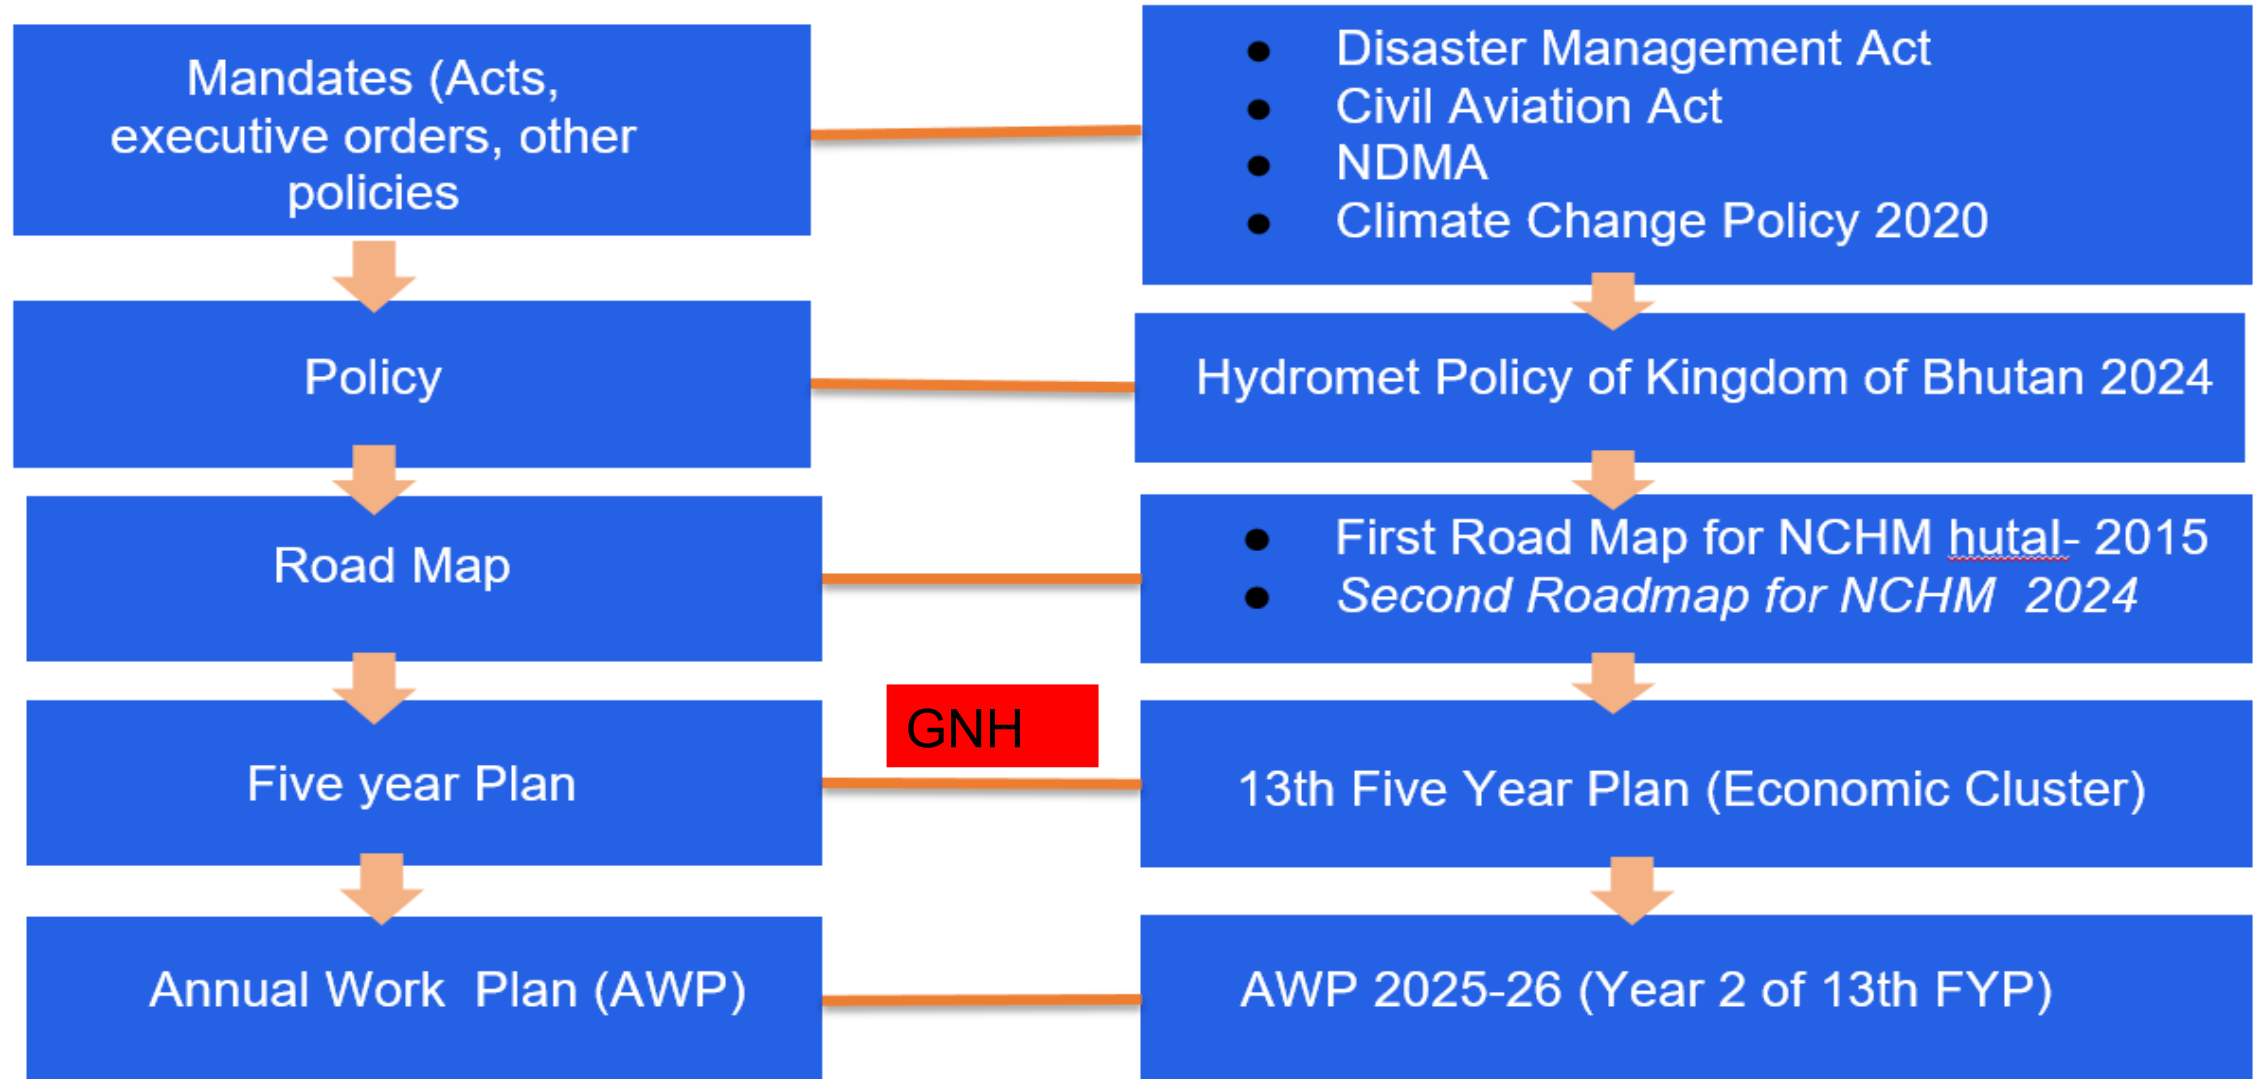 Mandates (Acts,
executive orders, other
policies
● Disaster Management Act
● Civil Aviation Act
● NDMA
● Climate Change Policy 2020
Policy
Hydromet Policy of Kingdom of Bhutan 2024
Road Map
● First Road Map for NCHM hutal- 2015
● Second Roadmap for NCHM 2024
GNH
Five year Plan
13th Five Year Plan (Economic Cluster)
Annual Work Plan (AWP)
AWP 2025-26 (Year 2 of 13th FYP)